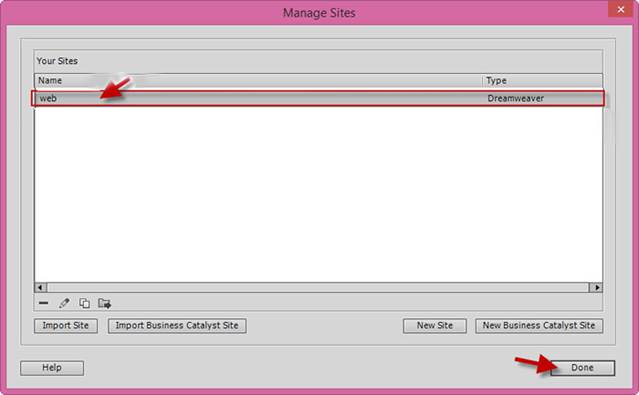 Manage Sites
Your Sites
Name Type
web Dreamweaver
Import Site Import Business Catalyst Site New Site New Business Catalyst Site
Help Done